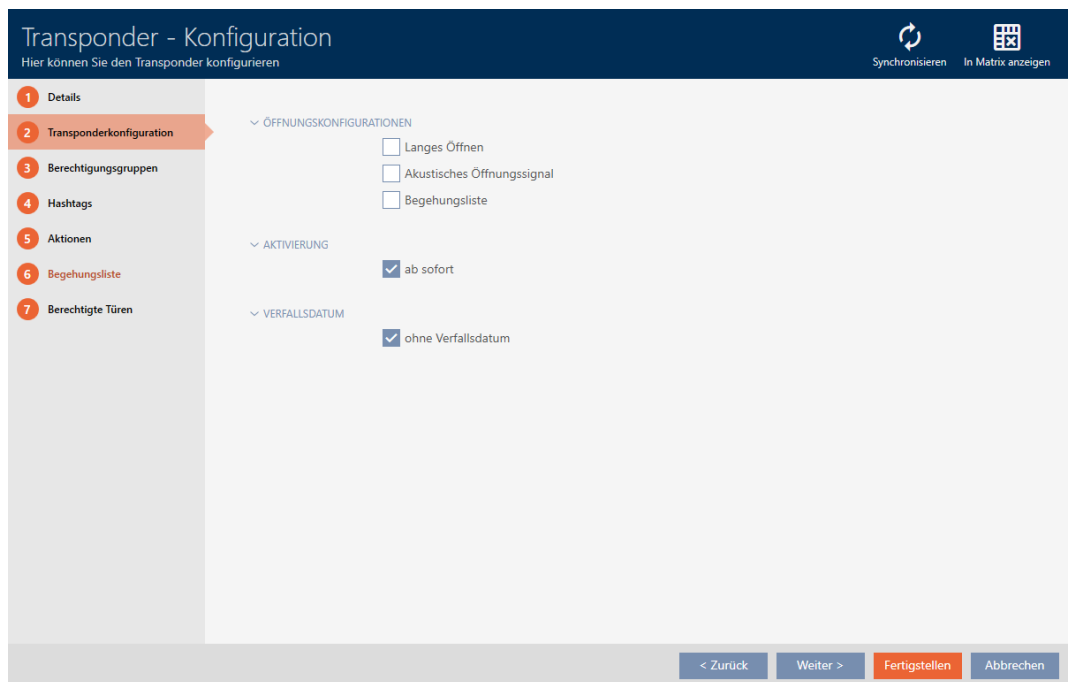 Transponder - Konfiguration
Hier können Sie den Transponder konfigurieren
Synchronisieren
In Matrix anzeigen
1 Details
2 Transponderkonfiguration
3 Berechtigungsgruppen
4 Hashtags
5 Aktionen
6 Begehungsliste
7 Berechtigte Türen
ÖFFNUNGSKONFIGURATIONEN
Langes Öffnen
Akustisches Öffnungssignal
Begehungsliste
AKTIVIERUNG
ab sofort
VERFALLSDATUM
ohne Verfallsdatum
< Zurück
Weiter >
Fertigstellen
Abbrechen